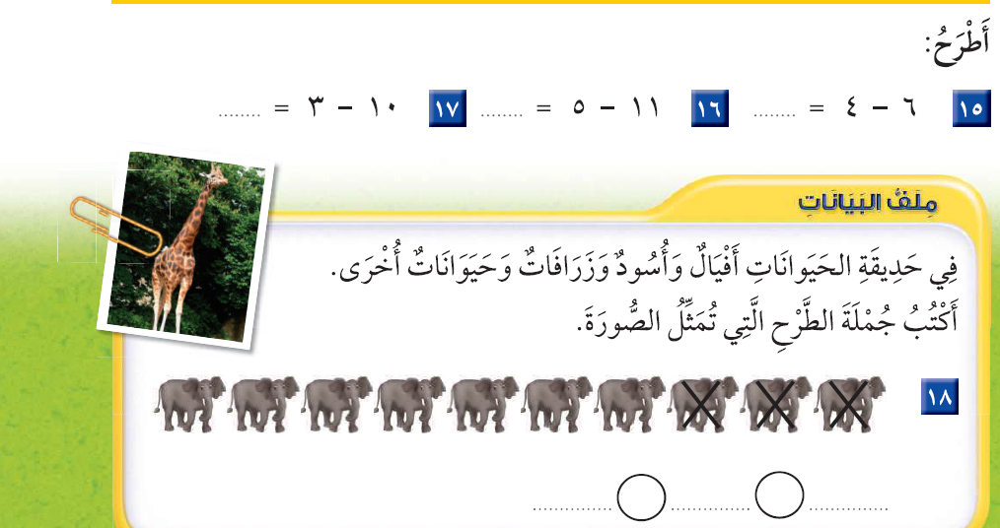 أَطْرَحُ:
١٥ ٦ − ٤ = ........ ١٦ ١١ − ٥ = ........ ١٧ ١٠ − ٣ = ........
مِلَفُّ البَيَانَاتِ
فِي حَدِيقَةِ الحَيَوانَاتِ أَفْيَالٌ وَأُسُودٌ وَزَرَافَاتٌ وَحَيَوَانَاتٌ أُخْرَى.
أَكْتُبُ جُمْلَةَ الطَّرْحِ الَّتِي تُمَثِّلُ الصُّورَةَ.
١٨
............... ............... ...............